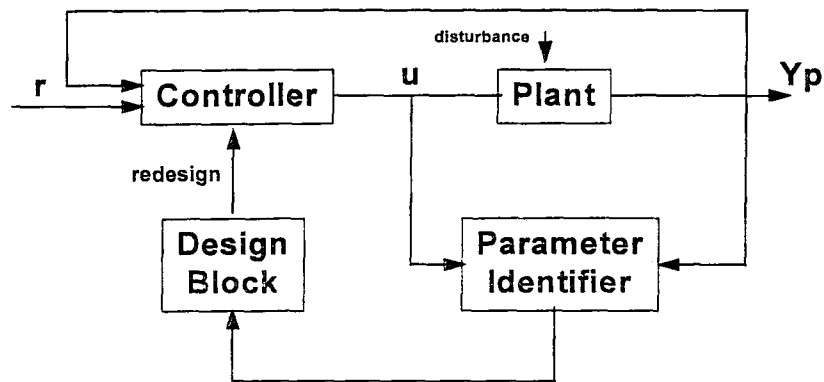 disturbance
r
Controller
u
Plant
Yp
redesign
Design
Block
Parameter
Identifier